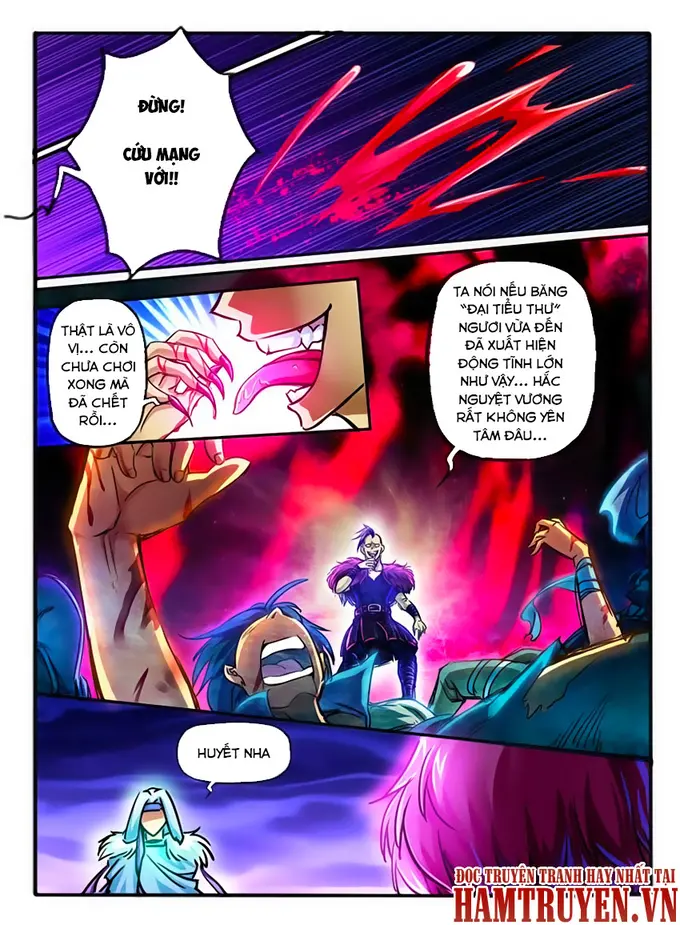 ĐỪNG!
CỨU MẠNG
VỚI!!
THẬT LÀ VÔ
VỊ... CÒN
CHƯA CHƠI
XONG MÀ
ĐÃ CHẾT
RỒI...
TA NÓI NẾU BĂNG
"ĐẠI TIỂU THƯ"
NGƯƠI VỪA ĐẾN
ĐÃ XUẤT HIỆN
ĐỘNG TĨNH LỚN
NHƯ VẬY... HẮC
NGUYỆT VƯƠNG
RẤT KHÔNG YÊN
TÂM ĐÂU...
HUYẾT NHA
ĐỌC TRUYỆN TRANH HAY NHẤT TẠI
HAMTRUYEN.VN